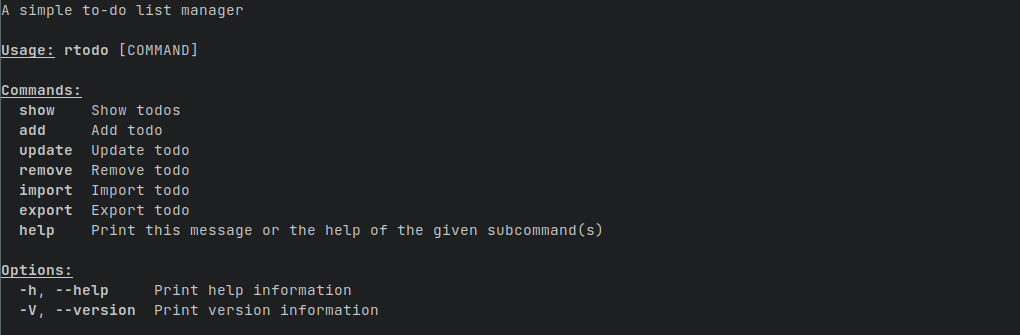 A simple to-do list manager
Usage: rtodo [COMMAND]
Commands:
show    Show todos
add     Add todo
update  Update todo
remove  Remove todo
import  Import todo
export  Export todo
help    Print this message or the help of the given subcommand(s)
Options:
-h, --help     Print help information
-V, --version  Print version information